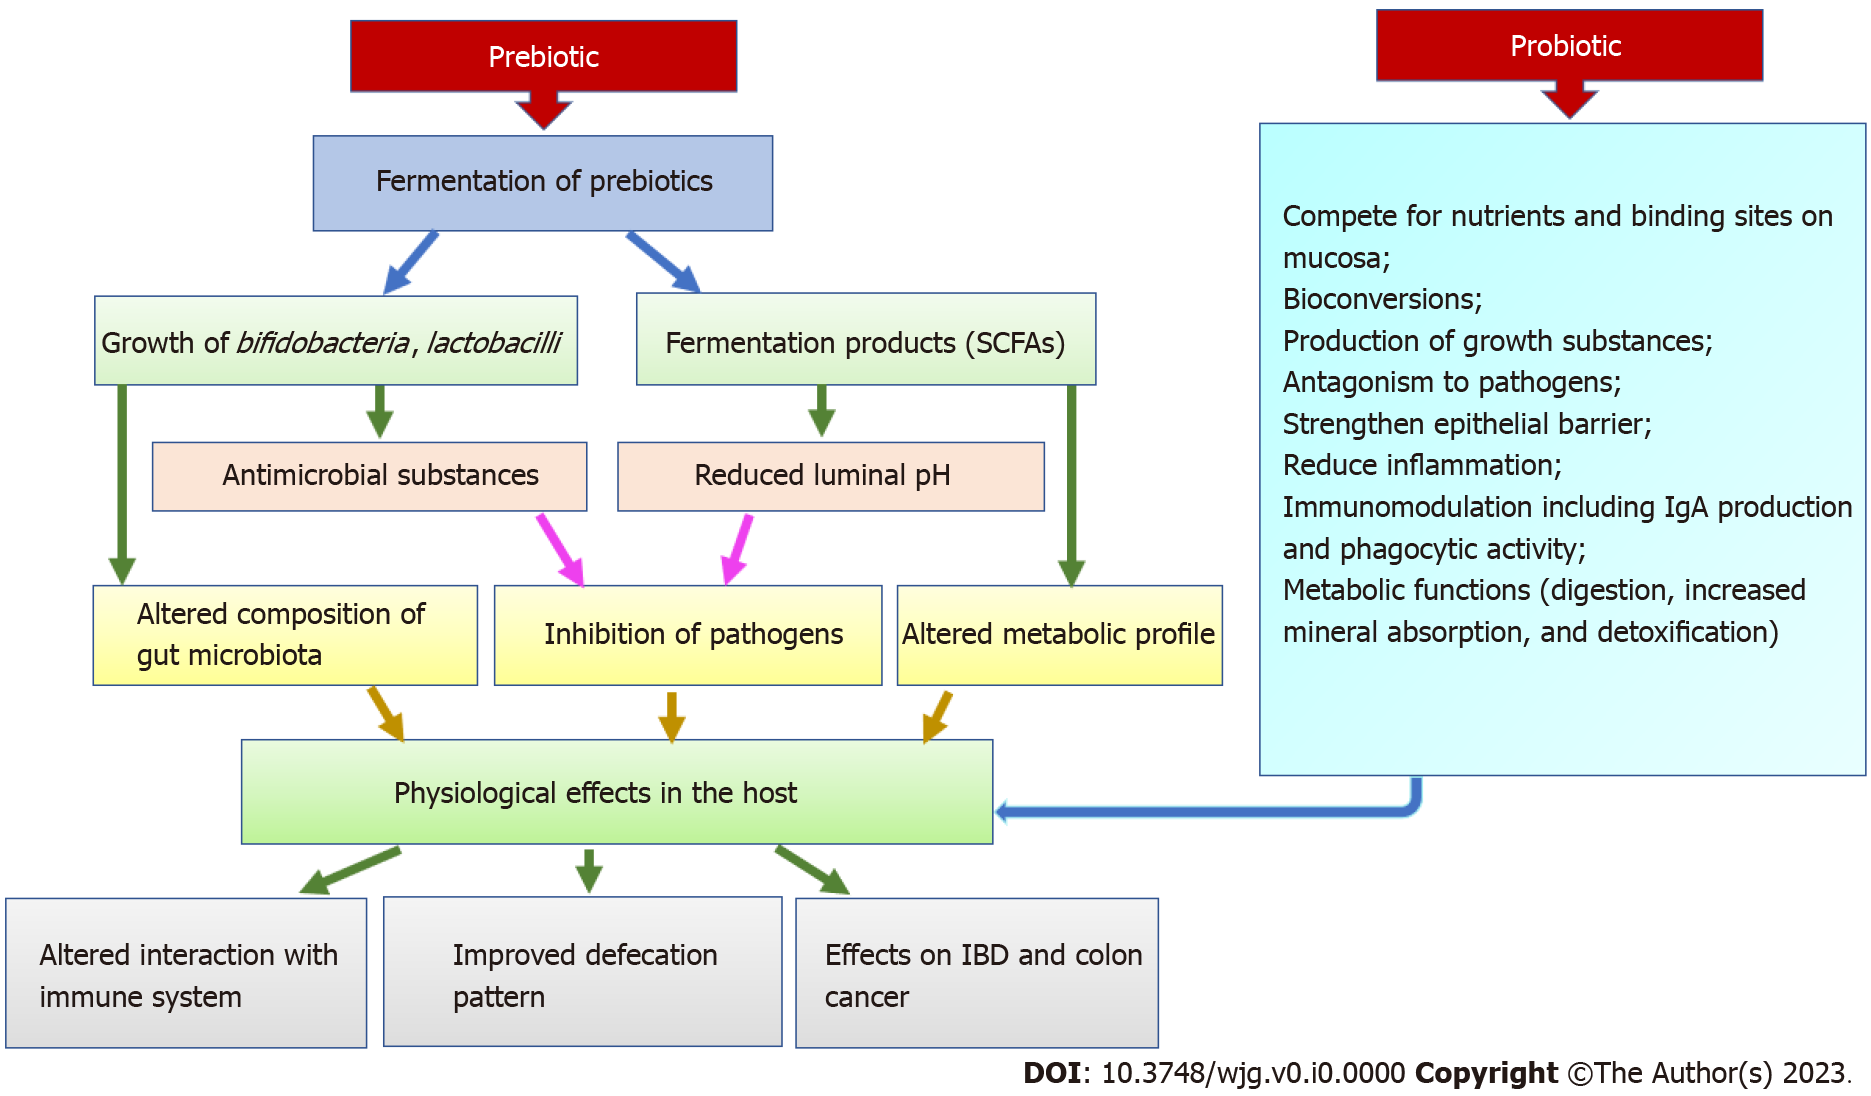 Prebiotic
Probiotic
Fermentation of prebiotics
Compete for nutrients and binding sites on
mucosa;
Bioconversions;
Production of growth substances;
Antagonism to pathogens;
Strengthen epithelial barrier;
Reduce inflammation;
Immunomodulation including IgA production
and phagocytic activity;
Metabolic functions (digestion, increased
mineral absorption, and detoxification)
Growth of bifidobacteria, lactobacilli
Fermentation products (SCFAs)
Antimicrobial substances
Reduced luminal pH
Altered composition of
gut microbiota
Inhibition of pathogens
Altered metabolic profile
Physiological effects in the host
Altered interaction with
immune system
Improved defecation
pattern
Effects on IBD and colon
cancer
DOI: 10.3748/wjg.v0.i0.0000 Copyright ©The Author(s) 2023.